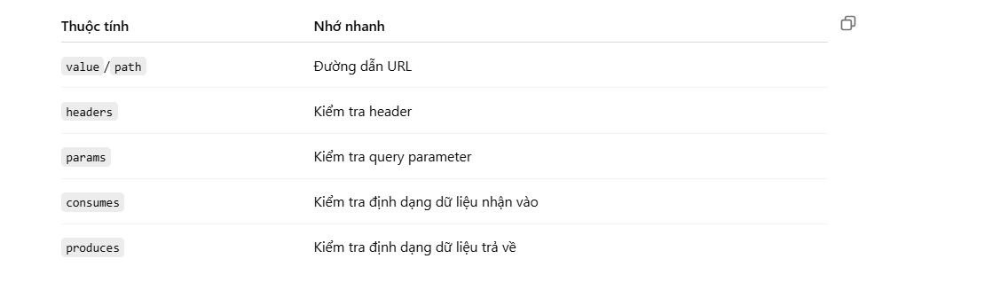 Thuộc tính Nhớ nhanh
value/path Đường dẫn URL
headers Kiểm tra header
params Kiểm tra query parameter
consumes Kiểm tra định dạng dữ liệu nhận vào
produces Kiểm tra định dạng dữ liệu trả về